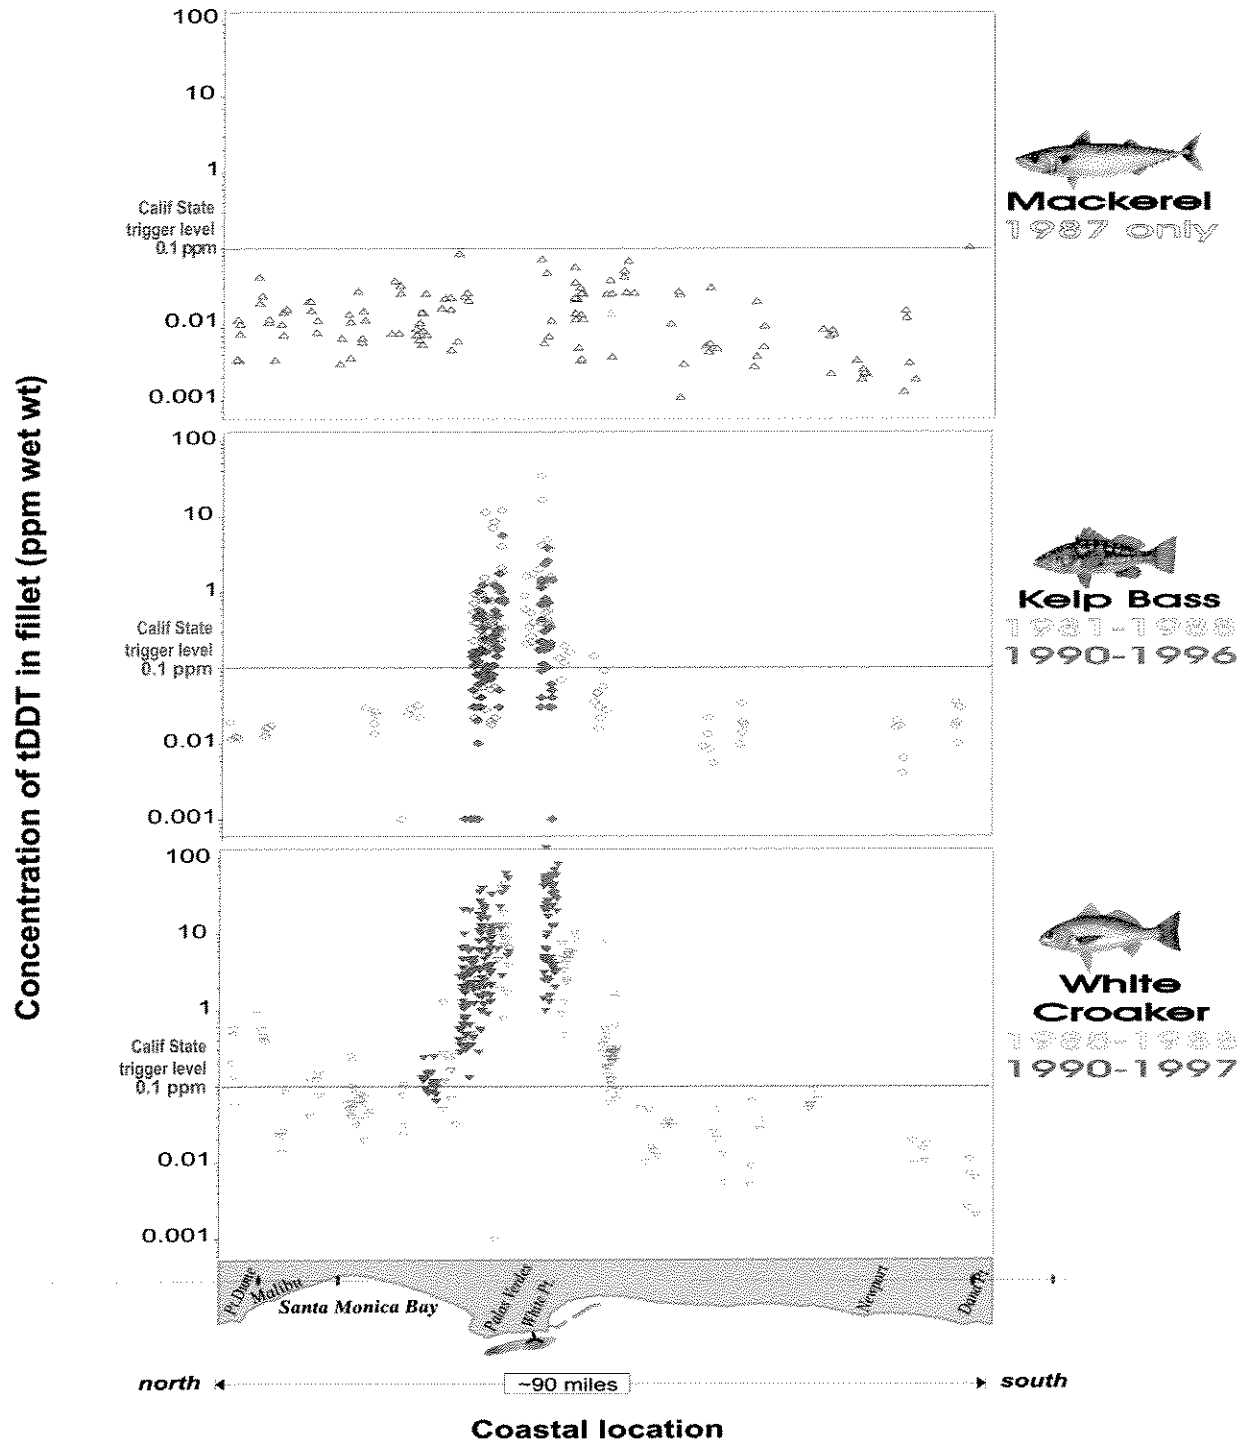 Concentration of tDDT in fillet (ppm wet wt)
100
10
1
Calif State
trigger level
0.1 ppm
0.01
0.001
Mackerel
1987 only
100
10
1
Calif State
trigger level
0.1 ppm
0.01
0.001
Kelp Bass
1981-1988
1990-1996
100
10
1
Calif State
trigger level
0.1 ppm
0.01
0.001
White
Croaker
1990-1997
Pt. Dume
Malibu
Santa Monica Bay
Palos Verdes
White Pt.
Newport
Dana Pt.
north
~90 miles
south
Coastal location